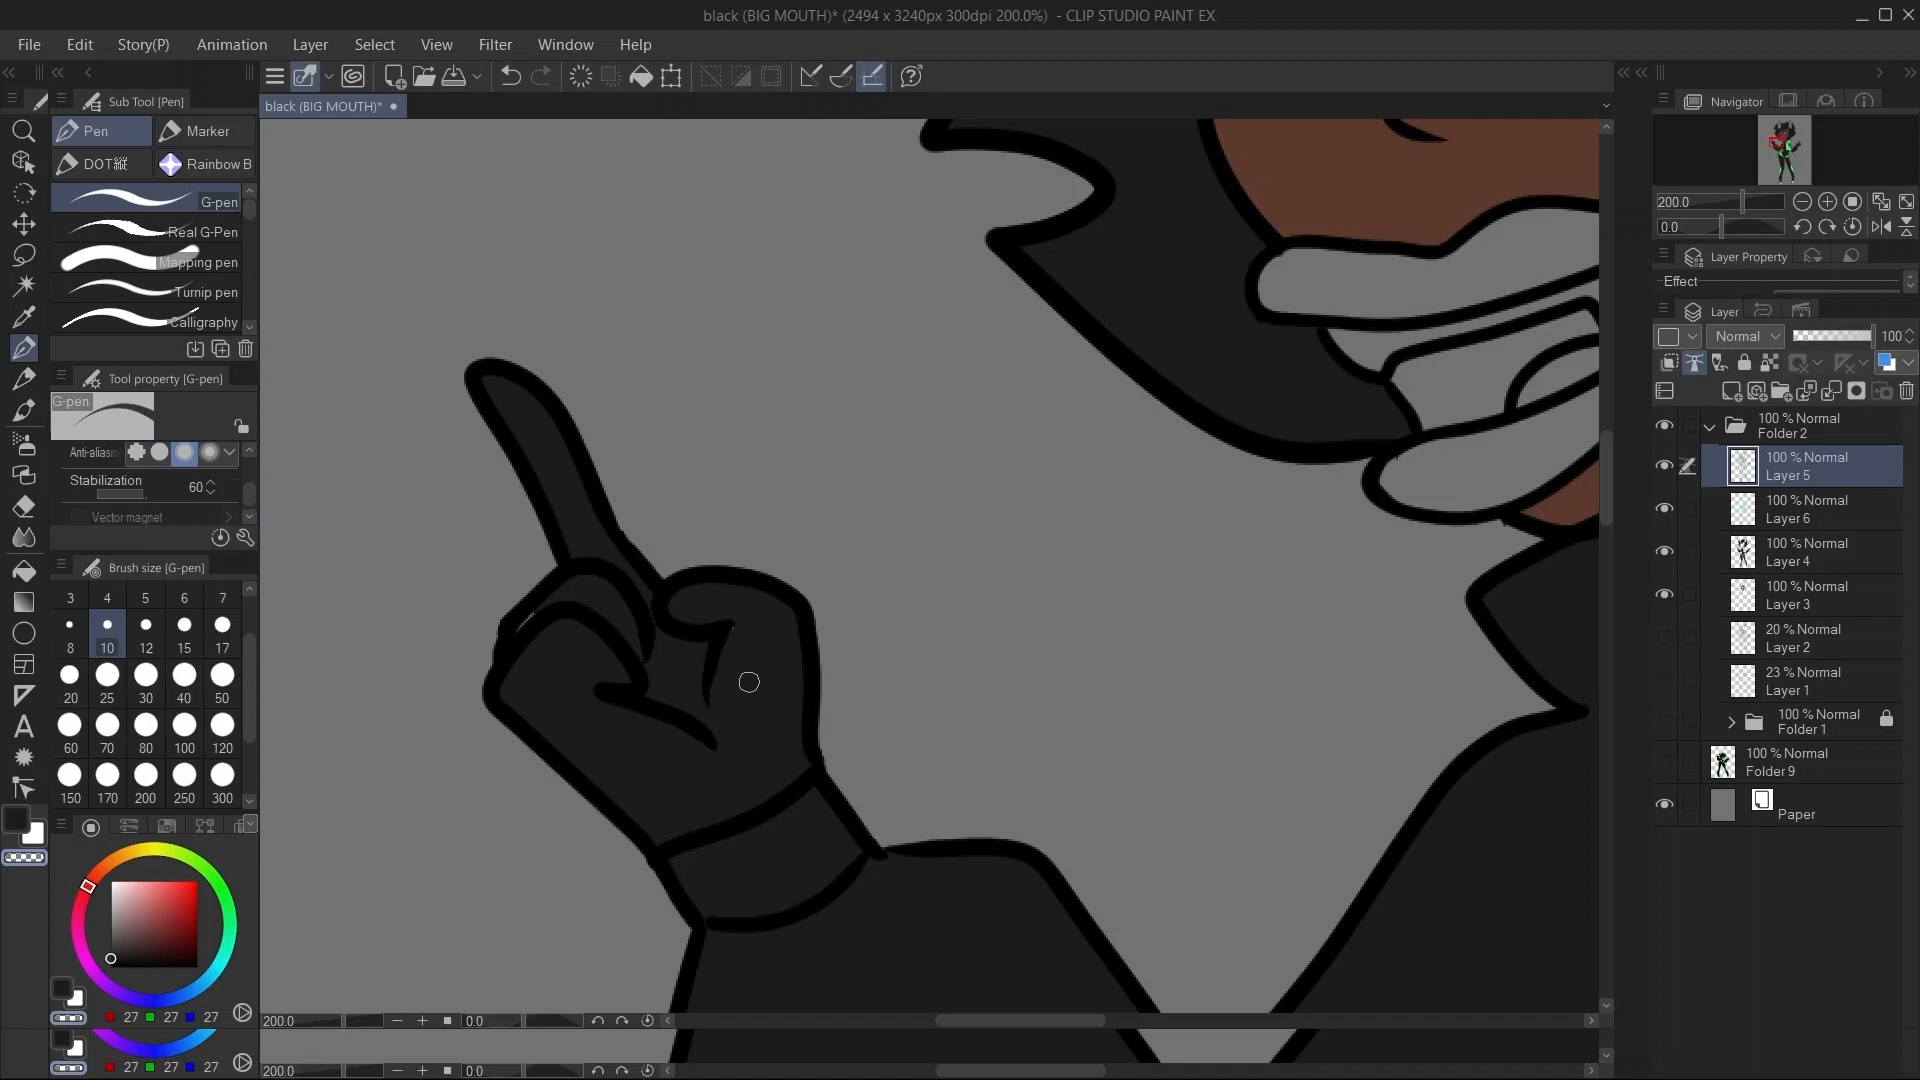 black (BIG MOUTH)* (2494 x 3240px 300dpi 200.0%) - CLIP STUDIO PAINT EX
File Edit Story(P) Animation Layer Select View Filter Window Help
black (BIG MOUTH)*
Sub Tool [Pen]
Pen Marker
DOT縦 Rainbow B
G-pen
Real G-Pen
Mapping pen
Turnip pen
Calligraphy
Tool property [G-pen]
G-pen
Anti-aliasin
Stabilization 60
Vector magnet
Brush size [G-pen]
3 4 5 6 7
8 10 12 15 17
20 25 30 40 50
60 70 80 100 120
150 170 200 250 300
27 27 27
27 27 27
200.0 0.0
200.0 0.0
Navigator
200.0
0.0
Layer Property
Effect
Layer
Normal 100
100 % Normal
Folder 2
100 % Normal
Layer 5
100 % Normal
Layer 6
100 % Normal
Layer 4
100 % Normal
Layer 3
20 % Normal
Layer 2
23 % Normal
Layer 1
100 % Normal
Folder 1
100 % Normal
Folder 9
Paper